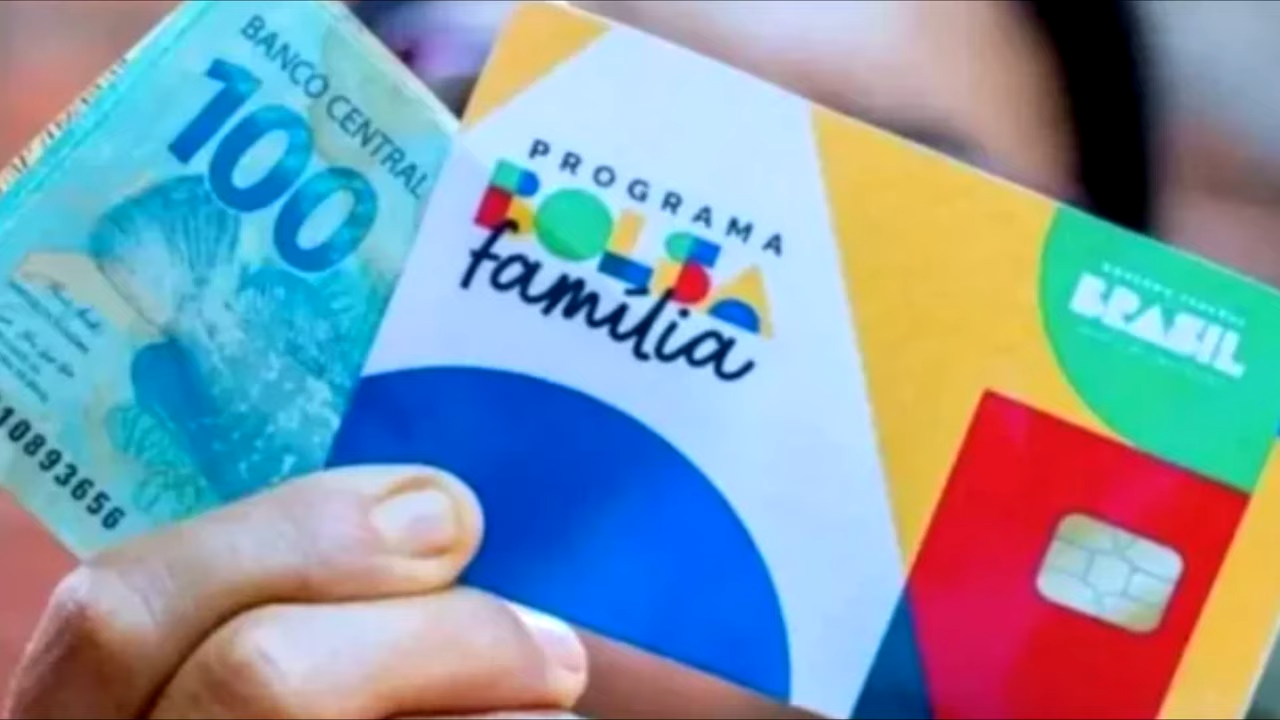 BANCO CENTRAL
100
10893656
PROGRAMA
BOLSA
família
BRASIL